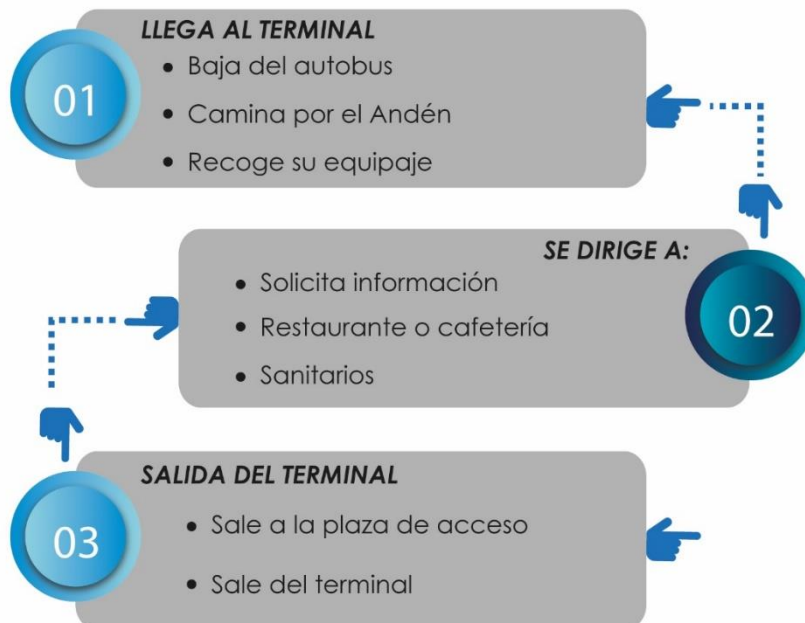 LLEGA AL TERMINAL
01
• Baja del autobus
• Camina por el Andén
• Recoge su equipaje
SE DIRIGE A:
02
• Solicita información
• Restaurante o cafetería
• Sanitarios
SALIDA DEL TERMINAL
03
• Sale a la plaza de acceso
• Sale del terminal